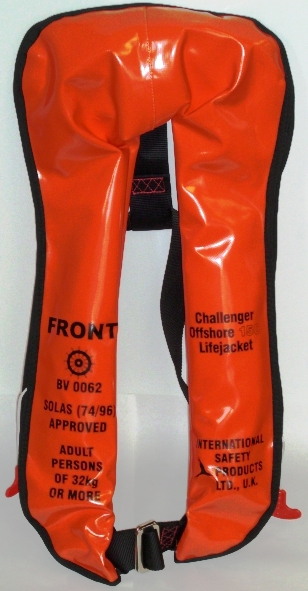 FRONT
BV 0062
SOLAS (74/96)
APPROVED
ADULT
PERSONS
OF 32kg
OR MORE
Challenger
Offshore 150
Lifejacket
INTERNATIONAL
SAFETY
PRODUCTS
LTD., U.K.